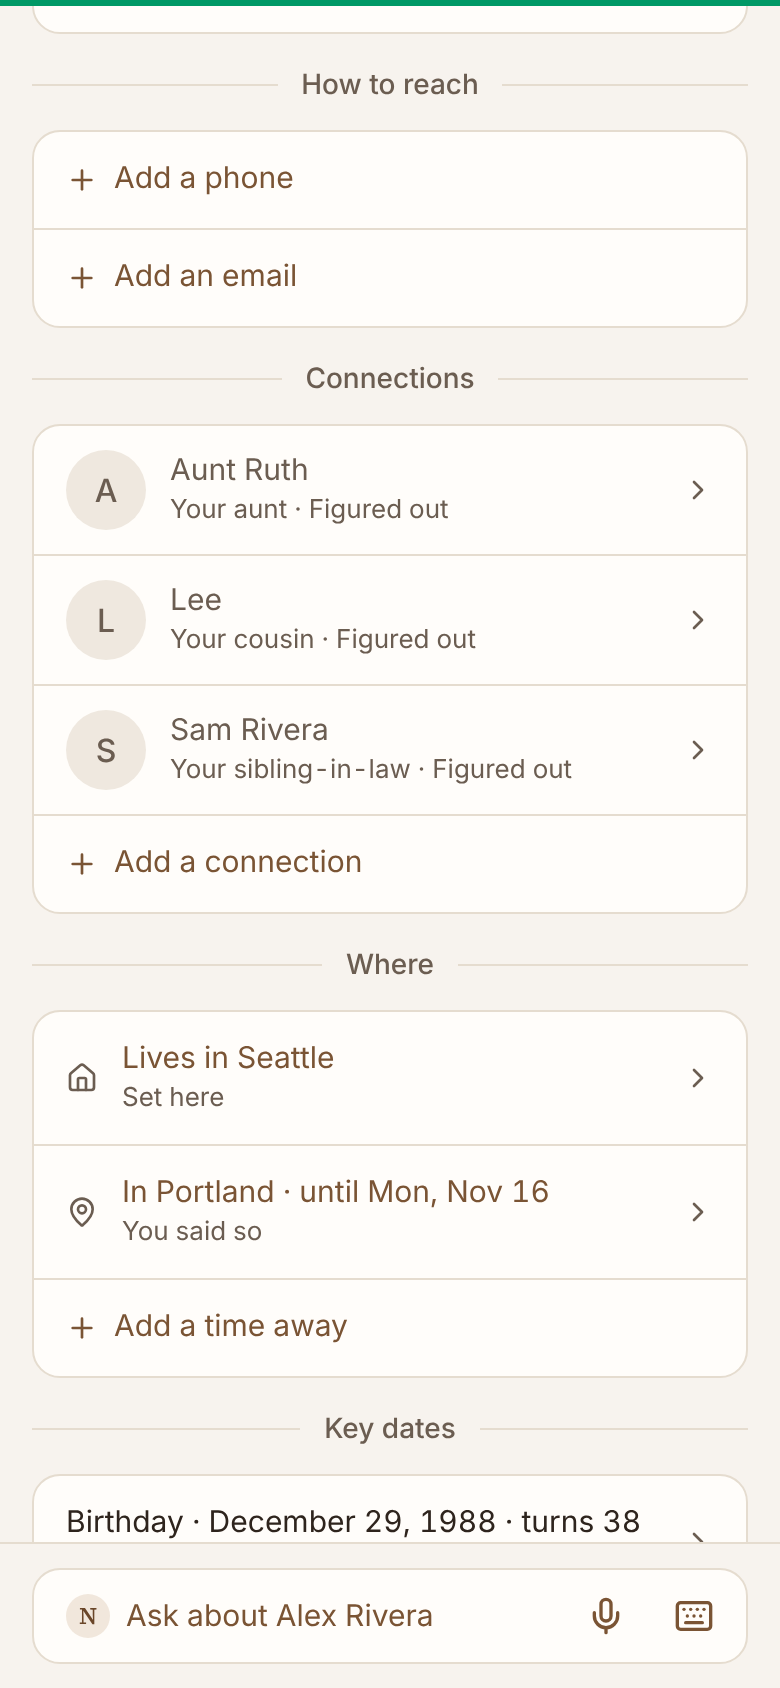 How to reach
Add a phone
Add an email
Connections
A
Aunt Ruth
Your aunt · Figured out
L
Lee
Your cousin · Figured out
S
Sam Rivera
Your sibling-in-law · Figured out
Add a connection
Where
Lives in Seattle
Set here
In Portland · until Mon, Nov 16
You said so
Add a time away
Key dates
Birthday · December 29, 1988 · turns 38
N Ask about Alex Rivera